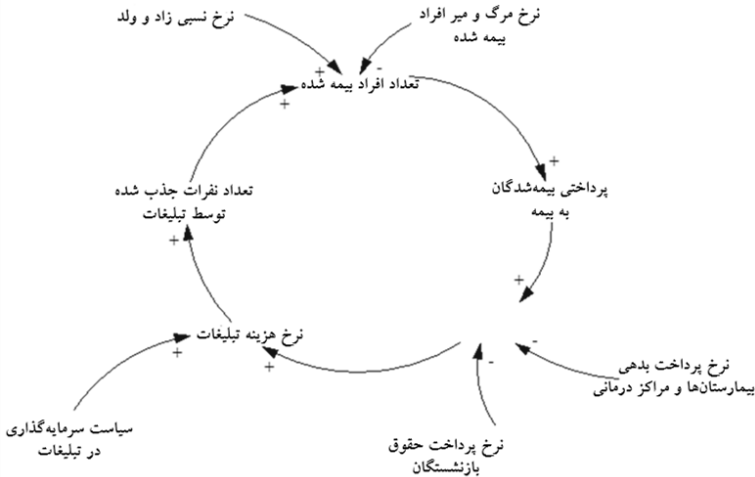 نرخ نسبی زاد و ولد
نرخ مرگ و میر افراد
بیمه شده
+
-
تعداد افراد بیمه شده
+
+
تعداد نفرات جذب شده
توسط تبلیغات
پرداختی بیمه‌شدگان
به بیمه
+
+
نرخ هزینه تبلیغات
-
+
+
-
نرخ پرداخت بدهی
بیمارستان‌ها و مراکز درمانی
سیاست سرمایه‌گذاری
در تبلیغات
نرخ پرداخت حقوق
بازنشستگان